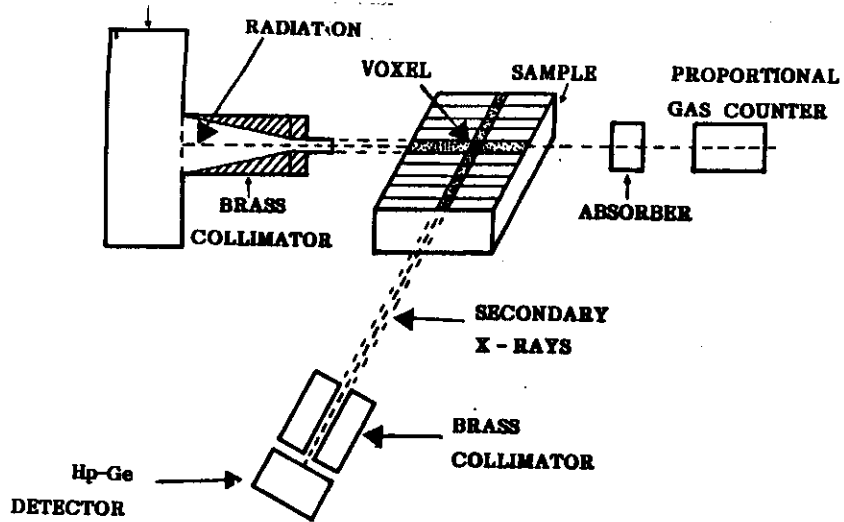 RADIATION
VOXEL
SAMPLE
PROPORTIONAL
GAS COUNTER
BRASS
COLLIMATOR
ABSORBER
SECONDARY
X - RAYS
BRASS
COLLIMATOR
Hp-Ge
DETECTOR